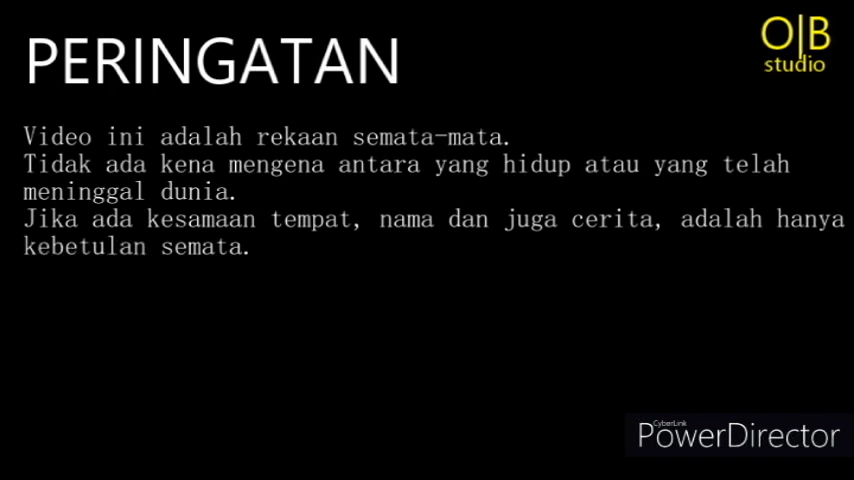 PERINGATAN
O|B
studio
Video ini adalah rekaan semata-mata.
Tidak ada kena mengena antara yang hidup atau yang telah
meninggal dunia.
Jika ada kesamaan tempat, nama dan juga cerita, adalah hanya
kebetulan semata.
CyberLink
PowerDirector